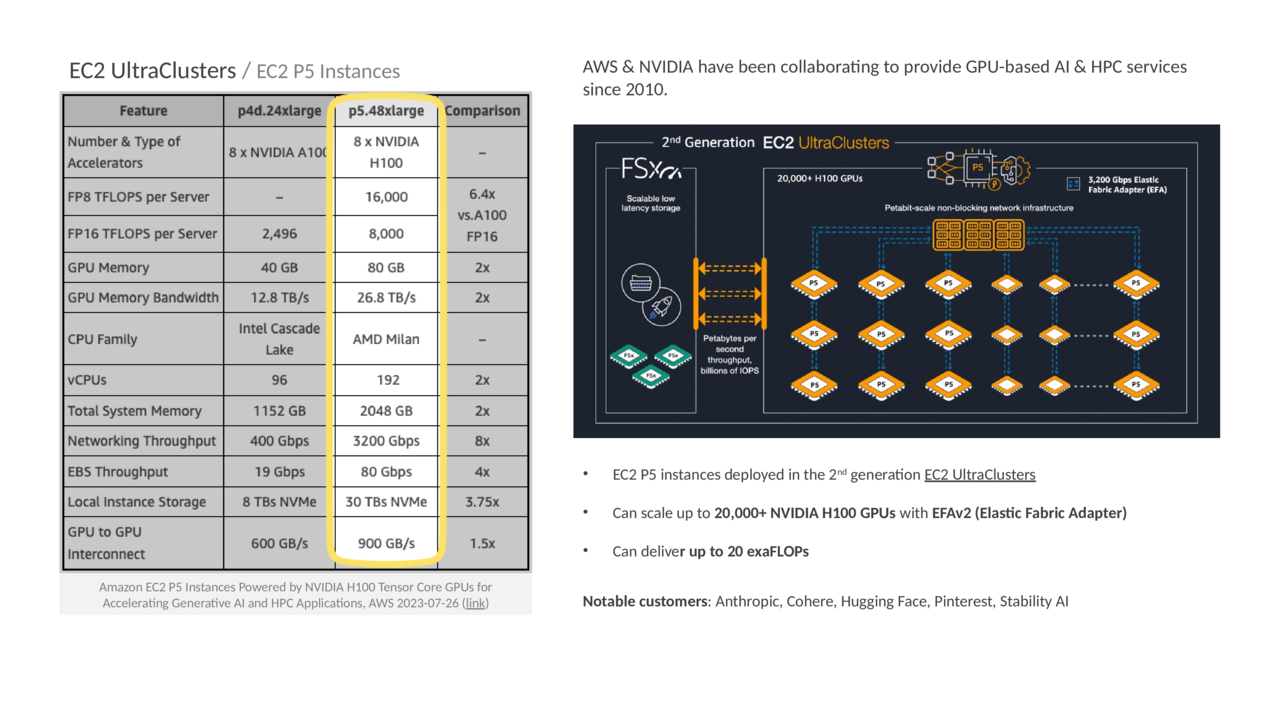 EC2 UltraClusters / EC2 P5 Instances
Feature p4d.24xlarge p5.48xlarge Comparison
Number & Type of Accelerators 8 x NVIDIA A100 8 x NVIDIA H100 –
FP8 TFLOPS per Server – 16,000 6.4x vs.A100 FP16
FP16 TFLOPS per Server 2,496 8,000
GPU Memory 40 GB 80 GB 2x
GPU Memory Bandwidth 12.8 TB/s 26.8 TB/s 2x
CPU Family Intel Cascade Lake AMD Milan –
vCPUs 96 192 2x
Total System Memory 1152 GB 2048 GB 2x
Networking Throughput 400 Gbps 3200 Gbps 8x
EBS Throughput 19 Gbps 80 Gbps 4x
Local Instance Storage 8 TBs NVMe 30 TBs NVMe 3.75x
GPU to GPU Interconnect 600 GB/s 900 GB/s 1.5x
Amazon EC2 P5 Instances Powered by NVIDIA H100 Tensor Core GPUs for
Accelerating Generative AI and HPC Applications, AWS 2023-07-26 (link)
AWS & NVIDIA have been collaborating to provide GPU-based AI & HPC services
since 2010.
2nd Generation EC2 UltraClusters
FSx
Scalable low
latency storage
FSx FSx
FSx
Petabytes per
second
throughput,
billions of IOPS
20,000+ H100 GPUs
P5
3,200 Gbps Elastic
Fabric Adapter (EFA)
Petabit-scale non-blocking network infrastructure
P5 P5 P5 P5
P5 P5 P5 P5
P5 P5 P5 P5
• EC2 P5 instances deployed in the 2nd generation EC2 UltraClusters
• Can scale up to 20,000+ NVIDIA H100 GPUs with EFAv2 (Elastic Fabric Adapter)
• Can deliver up to 20 exaFLOPs
Notable customers: Anthropic, Cohere, Hugging Face, Pinterest, Stability AI